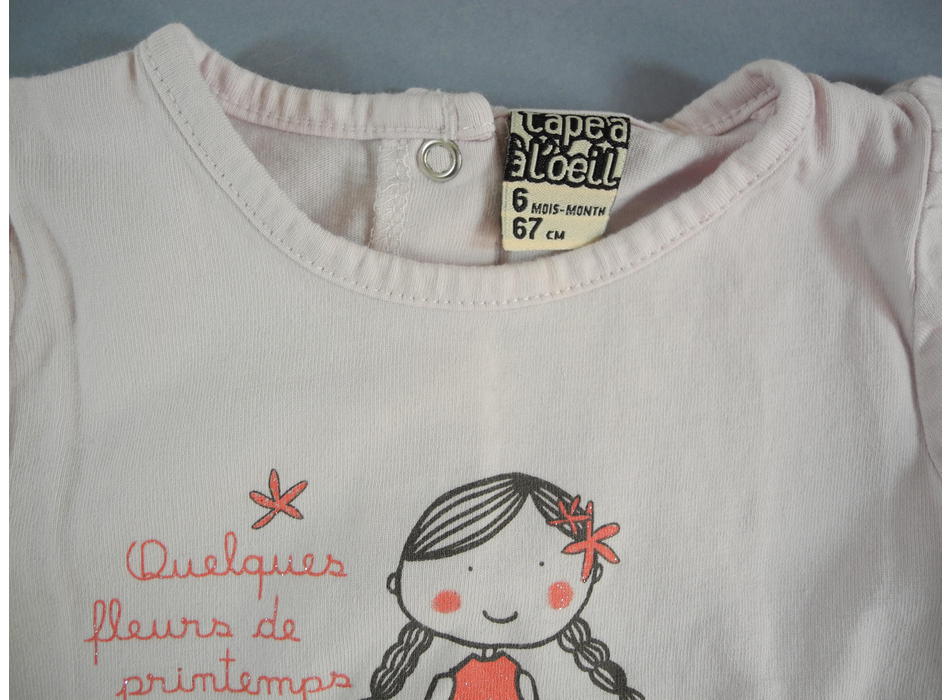 tape à
l'oeil
6 MOIS-MONTH
67 CM
Quelques
fleurs de
printemps